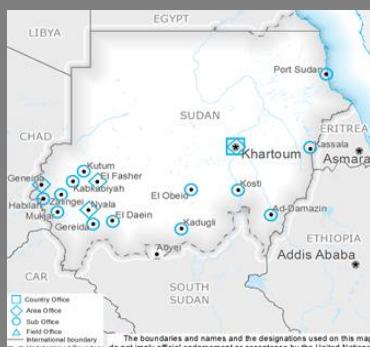 EGYPT
LIBYA
Port Sudan
SUDAN
CHAD
ERITREA
Kassala
Khartoum
Asmara
Kutum
El Fasher
Geneina
Kabkabiyah
Zalingei
Habilah
Nyala
El Obeid
Kosti
Mukjar
El Daein
Ad-Damazin
Gereida
Kadugli
ETHIOPIA
Abyei
Addis Ababa
CAR
SOUTH
SUDAN
Country Office
Area Office
Sub Office
Field Office
International boundary
The boundaries and names and the designations used on this map
do not imply official endorsement or acceptance by the United Nations